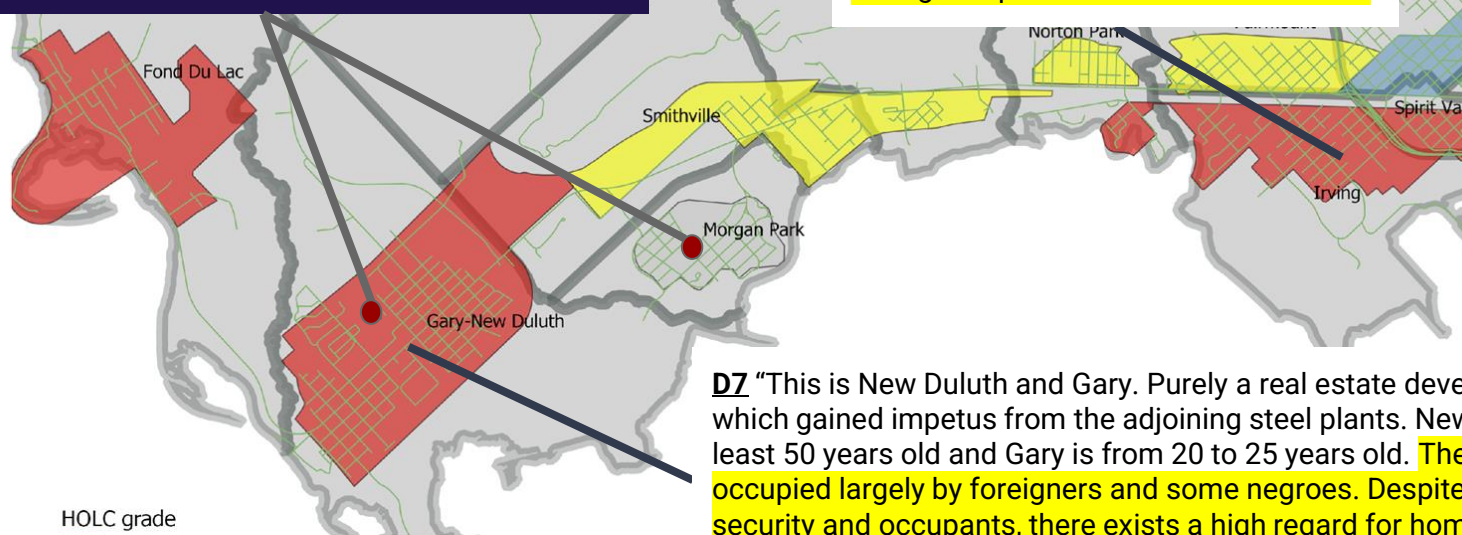 Norton Park
Fond Du Lac
Spirit Va
Smithville
Irving
Morgan Park
Gary-New Duluth
D7 “This is New Duluth and Gary. Purely a real estate deve
which gained impetus from the adjoining steel plants. New
least 50 years old and Gary is from 20 to 25 years old. The
occupied largely by foreigners and some negroes. Despite
security and occupants, there exists a high regard for hom
HOLC grade